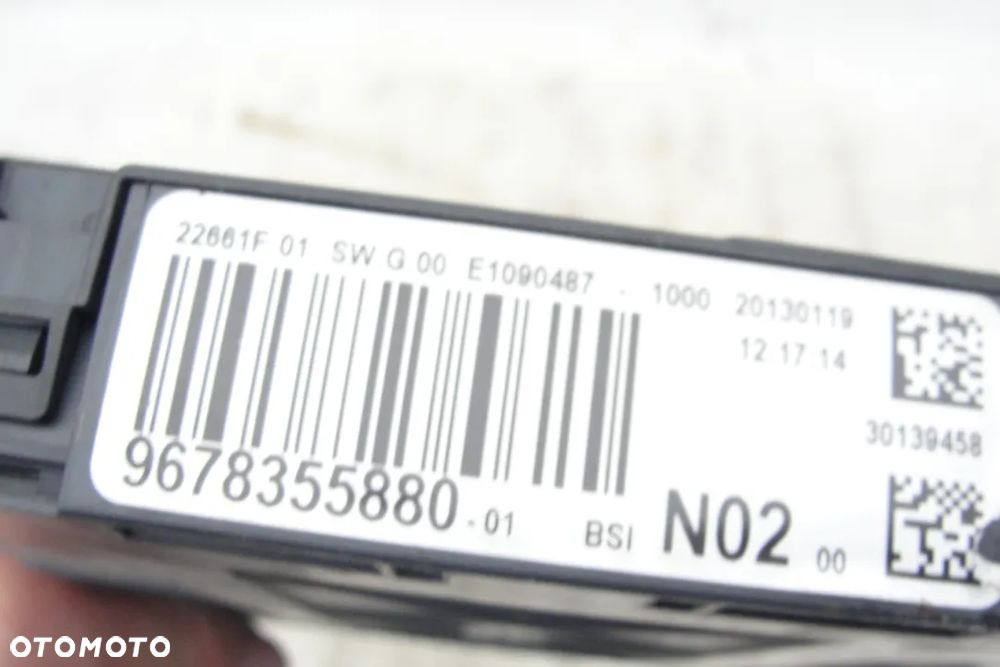 22661F 01 SW G 00 E1090487 - 1000 20130119
12.17.14
30139458
9678355880-01 BSI N02 00
OTOMOTO